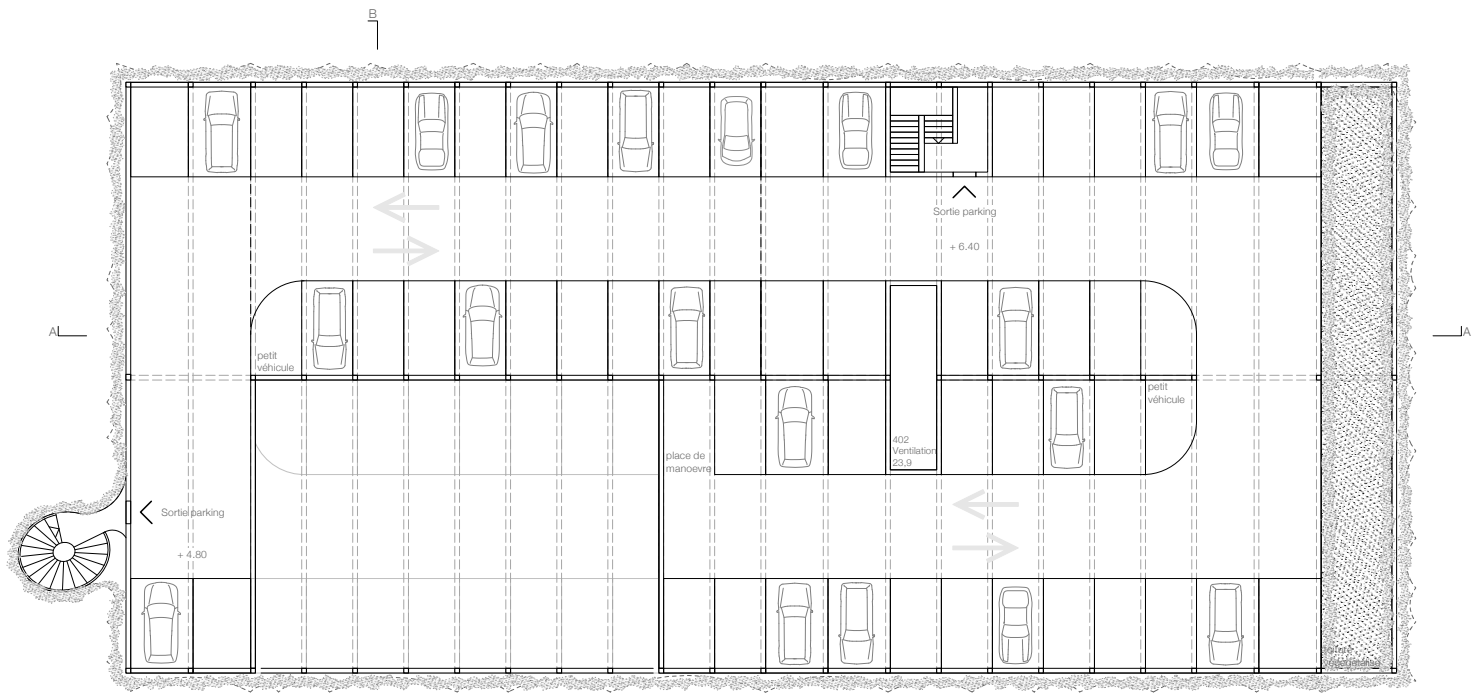 B
Sortie parking
+ 6.40
A
A
petit
véhicule
petit
véhicule
402
Ventilation
23,9
place de
manoevre
Sortie parking
+ 4.80